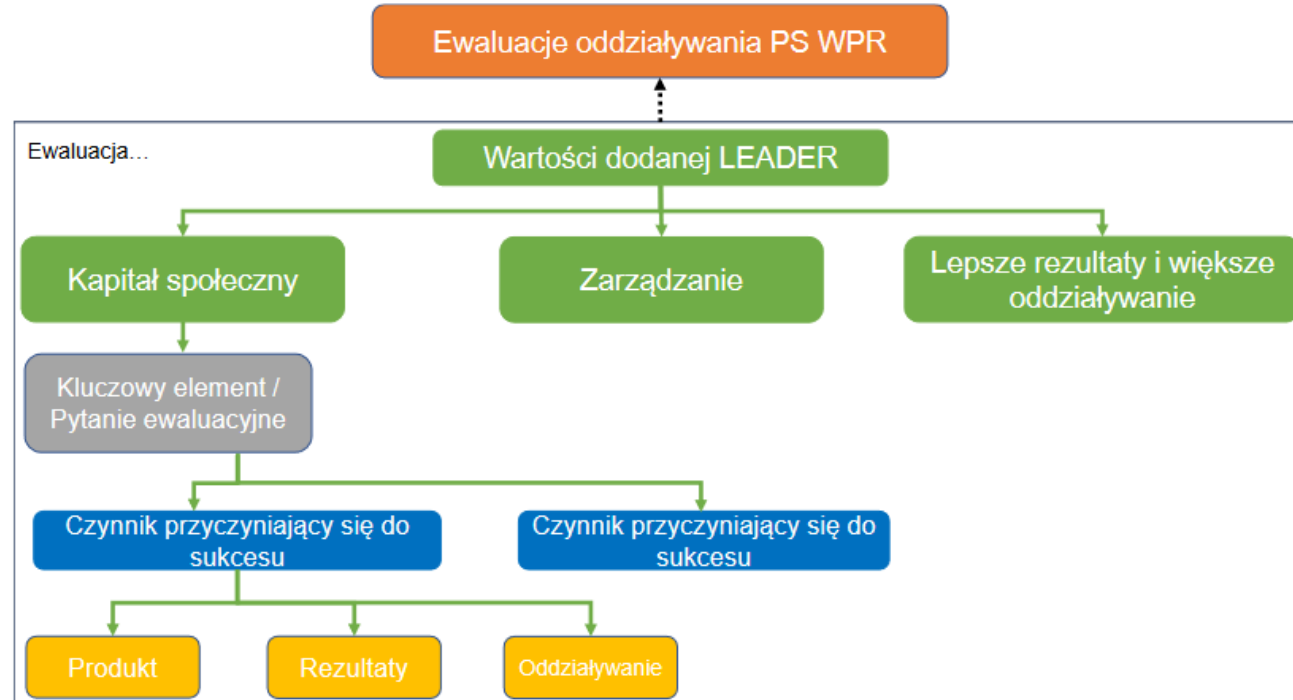 Ewaluacje oddziaływania PS WPR
Ewaluacja...
Wartości dodanej LEADER
Kapitał społeczny
Zarządzanie
Lepsze rezultaty i większe
oddziaływanie
Kluczowy element /
Pytanie ewaluacyjne
Czynnik przyczyniający się do
sukcesu
Czynnik przyczyniający się do
sukcesu
Produkt
Rezultaty
Oddziaływanie